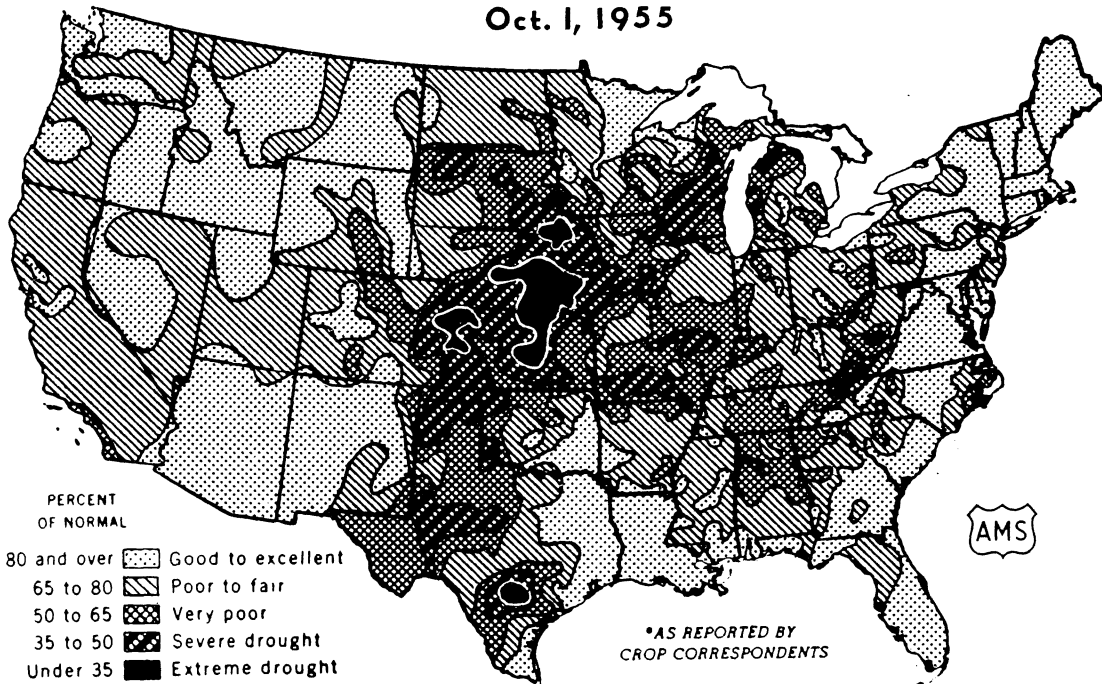 Oct. 1, 1955
PERCENT
OF NORMAL
80 and over Good to excellent
65 to 80 Poor to fair
50 to 65 Very poor
35 to 50 Severe drought
Under 35 Extreme drought
*AS REPORTED BY
CROP CORRESPONDENTS
AMS